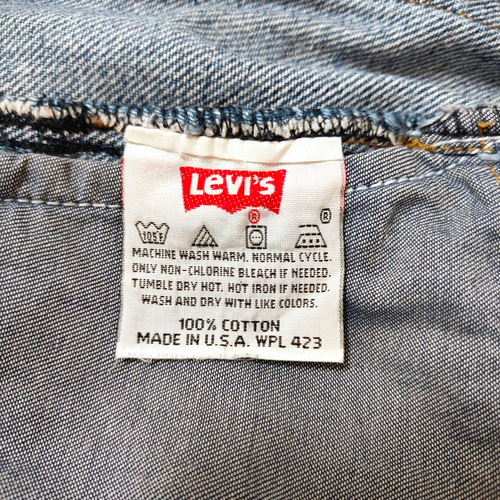 Levi's
®
®
105F
MACHINE WASH WARM. NORMAL CYCLE.
ONLY NON-CHLORINE BLEACH IF NEEDED.
TUMBLE DRY HOT. HOT IRON IF NEEDED.
WASH AND DRY WITH LIKE COLORS.
100% COTTON
MADE IN U.S.A. WPL 423